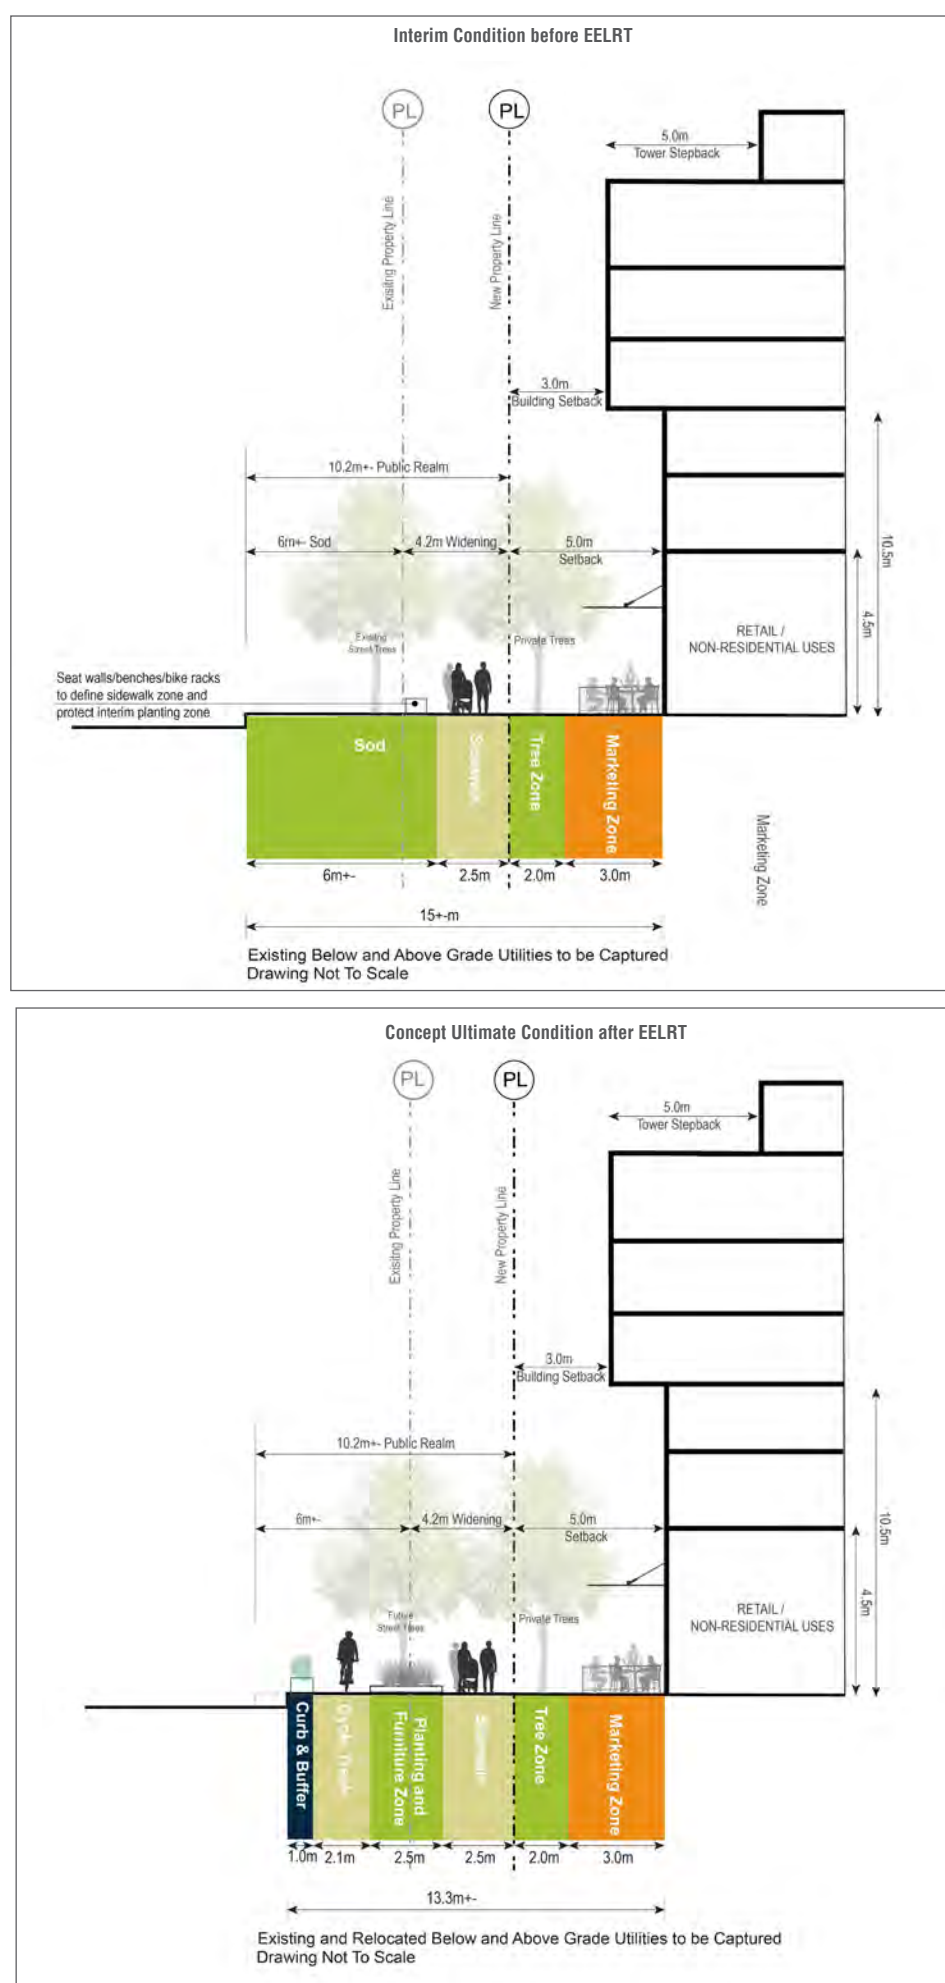 Interim Condition before EELRT
PL PL
5.0m
Tower Stepback
Exisitng Property Line
New Property Line
3.0m
Building Setback
10.2m+- Public Realm
6m+- Sod
4.2m Widening
5.0m
Setback
10.5m
4.5m
Existing
Street Trees
Private Trees
RETAIL /
NON-RESIDENTIAL USES
Seat walls/benches/bike racks
to define sidewalk zone and
protect interim planting zone
Sod
Sidewalk
Tree Zone
Marketing Zone
Marketing Zone
6m+-
2.5m
2.0m
3.0m
15+-m
Existing Below and Above Grade Utilities to be Captured
Drawing Not To Scale
Concept Ultimate Condition after EELRT
PL PL
5.0m
Tower Stepback
Exisitng Property Line
New Property Line
3.0m
Building Setback
10.2m+- Public Realm
6m+-
4.2m Widening
5.0m
Setback
10.5m
4.5m
Future
Street Trees
Private Trees
RETAIL /
NON-RESIDENTIAL USES
Curb & Buffer
Cycle Track
Planting and
Furniture Zone
Sidewalk
Tree Zone
Marketing Zone
1.0m
2.1m
2.5m
2.5m
2.0m
3.0m
13.3m+-
Existing and Relocated Below and Above Grade Utilities to be Captured
Drawing Not To Scale